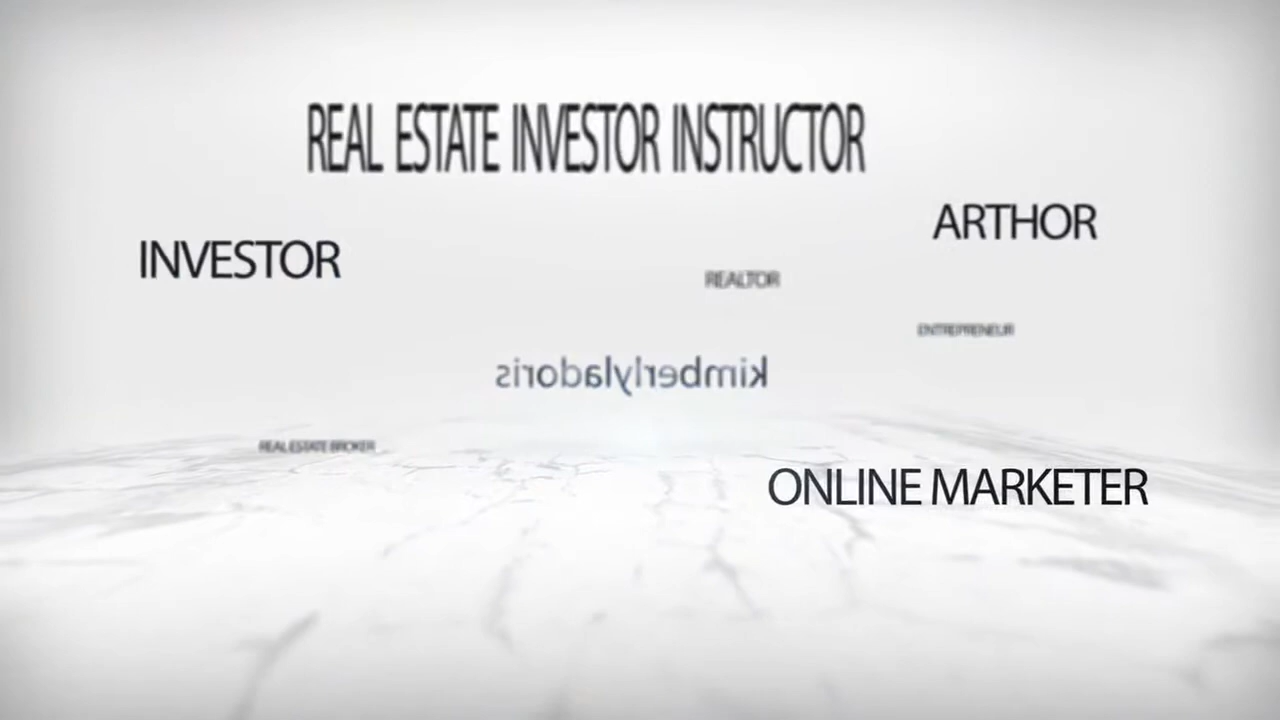 REAL ESTATE INVESTOR INSTRUCTOR
ARTHOR
INVESTOR
REALTOR
ENTREPRENEUR
kimberlyladoris
REAL ESTATE BROKER
ONLINE MARKETER